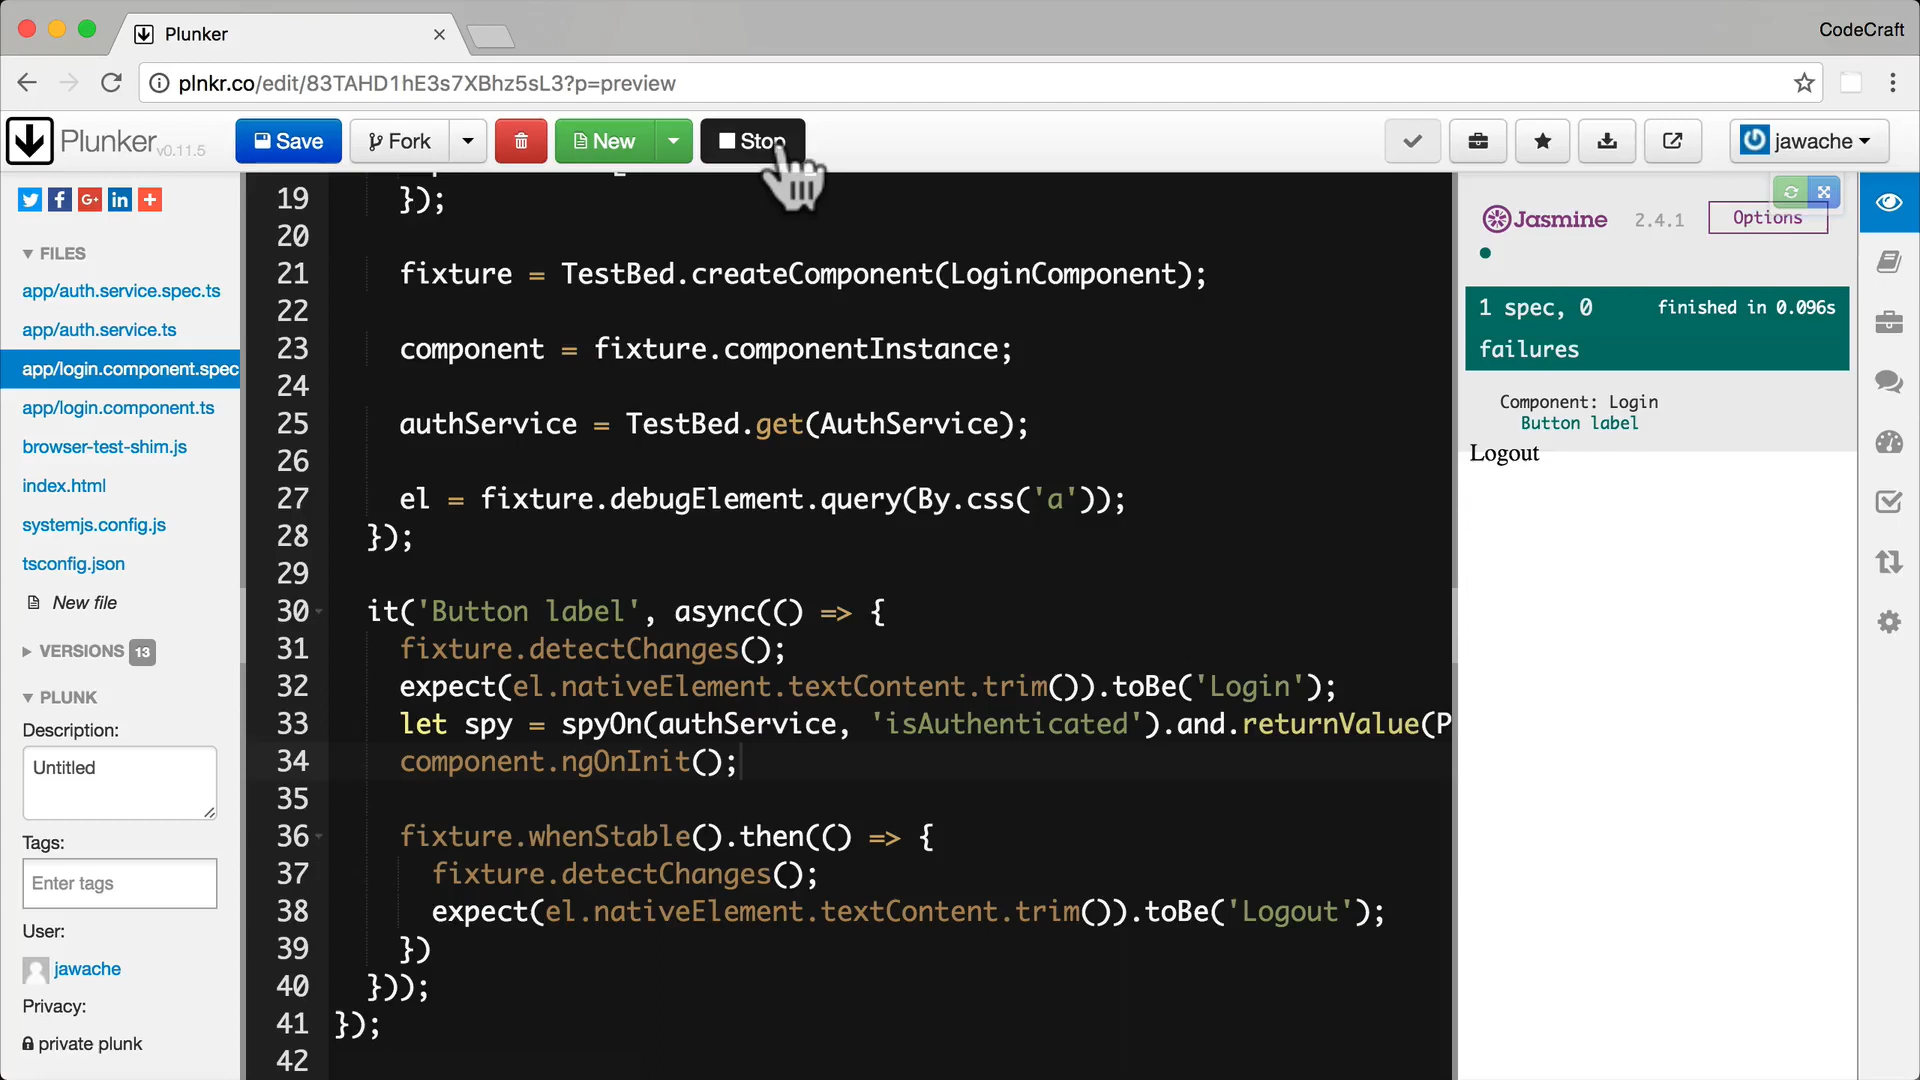 Plunker
CodeCraft
plnkr.co/edit/83TAHD1hE3s7XBhz5sL3?p=preview
Plunker v0.11.5
Save
Fork
New
Stop
jawache
FILES
app/auth.service.spec.ts
app/auth.service.ts
app/login.component.spec
app/login.component.ts
browser-test-shim.js
index.html
systemjs.config.js
tsconfig.json
New file
VERSIONS 13
PLUNK
Description:
Untitled
Tags:
Enter tags
User:
jawache
Privacy:
private plunk
19 });
20
21 fixture = TestBed.createComponent(LoginComponent);
22
23 component = fixture.componentInstance;
24
25 authService = TestBed.get(AuthService);
26
27 el = fixture.debugElement.query(By.css('a'));
28 });
29
30 it('Button label', async(() => {
31 fixture.detectChanges();
32 expect(el.nativeElement.textContent.trim()).toBe('Login');
33 let spy = spyOn(authService, 'isAuthenticated').and.returnValue(P
34 component.ngOnInit();
35
36 fixture.whenStable().then(() => {
37 fixture.detectChanges();
38 expect(el.nativeElement.textContent.trim()).toBe('Logout');
39 })
40 }));
41 });
42
Jasmine 2.4.1
Options
1 spec, 0 failures
finished in 0.096s
Component: Login
Button label
Logout